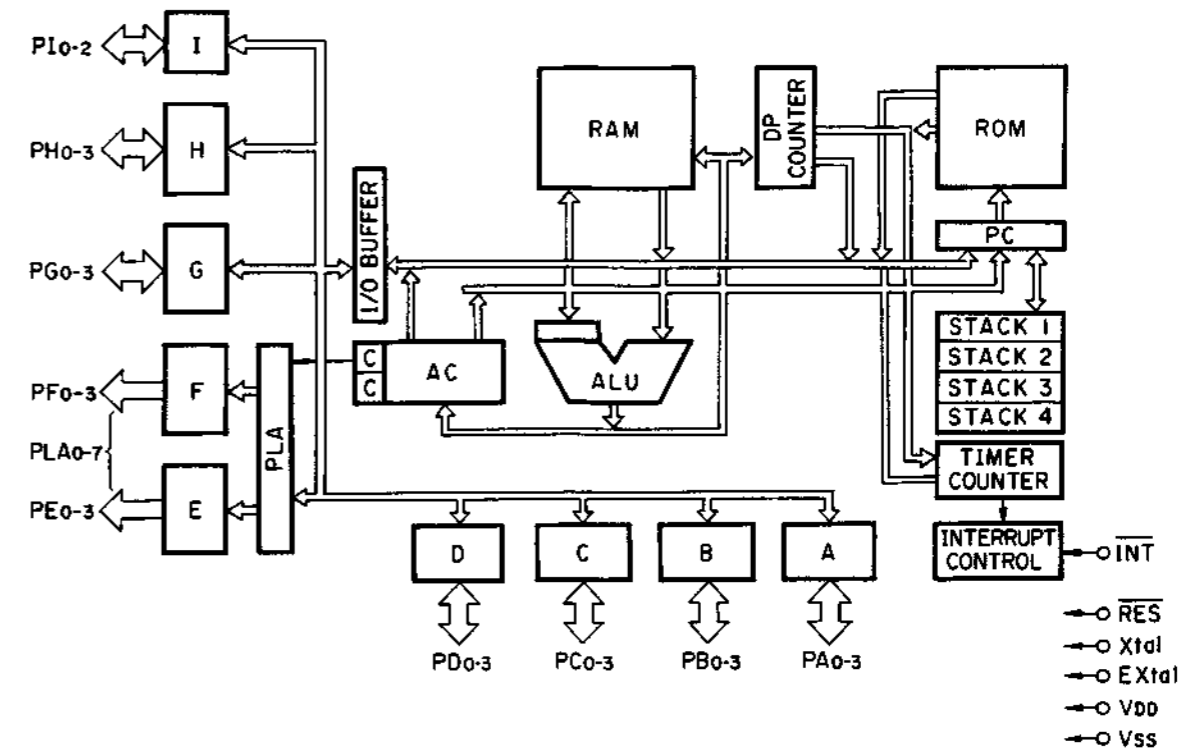 PI0-2
I
PH0-3
H
PG0-3
G
PF0-3
F
PLA0-7
PE0-3
E
PLA
I/O BUFFER
C
C
AC
RAM
ALU
DP
COUNTER
ROM
PC
STACK 1
STACK 2
STACK 3
STACK 4
TIMER
COUNTER
INTERRUPT
CONTROL
INT
RES
Xtal
EXtal
VDD
VSS
D
C
B
A
PD0-3
PC0-3
PB0-3
PA0-3